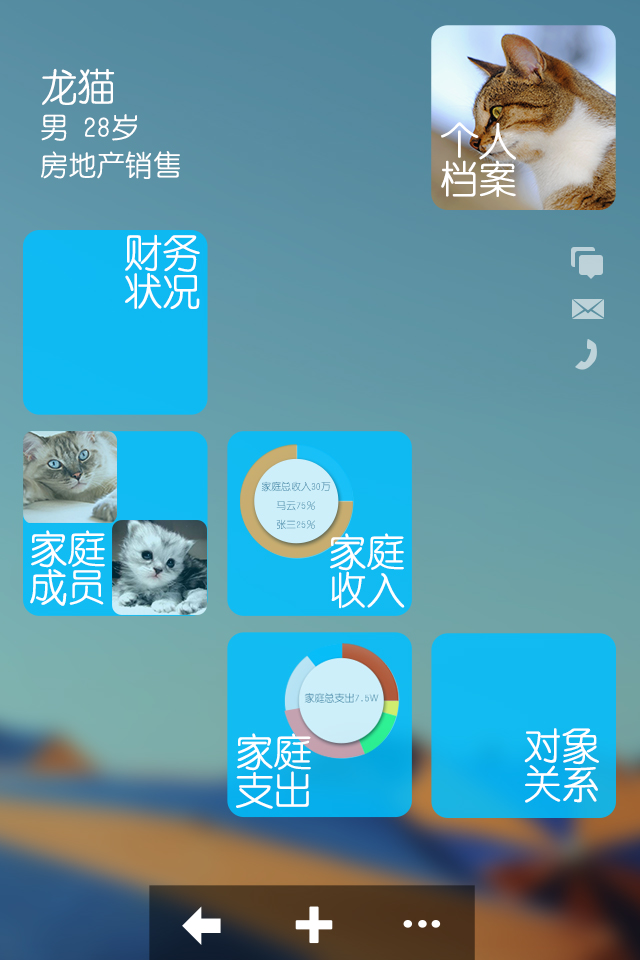 龙猫
男 28岁
房地产销售
个人
档案
财务
状况
家庭
成员
家庭总收入30万
马云75%
张三25%
家庭
收入
家庭总支出7.5W
家庭
支出
对象
关系